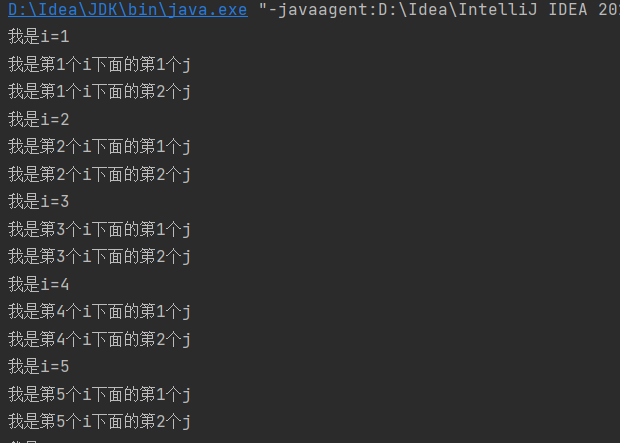 D:\Idea\JDK\bin\java.exe "-javaagent:D:\Idea\IntelliJ IDEA 20
我是i=1
我是第1个i下面的第1个j
我是第1个i下面的第2个j
我是i=2
我是第2个i下面的第1个j
我是第2个i下面的第2个j
我是i=3
我是第3个i下面的第1个j
我是第3个i下面的第2个j
我是i=4
我是第4个i下面的第1个j
我是第4个i下面的第2个j
我是i=5
我是第5个i下面的第1个j
我是第5个i下面的第2个j